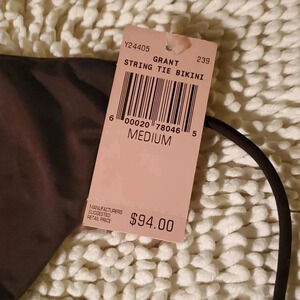 Y24405 239
GRANT
STRING TIE BIKINI
6 00020 78046 5
MEDIUM
MANUFACTURERS
SUGGESTED
RETAIL PRICE
$94.00